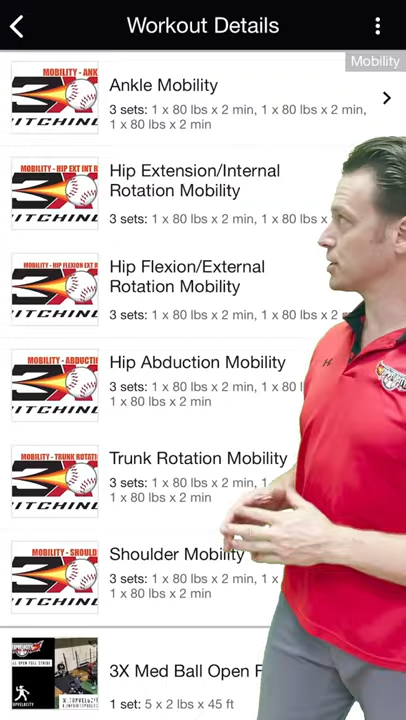 Workout Details
Mobility
MOBILITY - ANK
ITCHING
Ankle Mobility
3 sets: 1 x 80 lbs x 2 min, 1 x 80 lbs x 2 min,
1 x 80 lbs x 2 min
MOBILITY - HIP EXT INT R
ITCHING
Hip Extension/Internal
Rotation Mobility
3 sets: 1 x 80 lbs x 2 min, 1 x 80 lbs x
MOBILITY - HIP FLEXION EXT R
ITCHING
Hip Flexion/External
Rotation Mobility
3 sets: 1 x 80 lbs x 2 min, 1 x 80 lbs x 2
MOBILITY - ABDUCTI
ITCHING
Hip Abduction Mobility
3 sets: 1 x 80 lbs x 2 min, 1 x 80 l
1 x 80 lbs x 2 min
MOBILITY - TRUNK ROTATI
ITCHING
Trunk Rotation Mobility
3 sets: 1 x 80 lbs x 2 min, 1
1 x 80 lbs x 2 min
MOBILITY - SHOULD
ITCHING
Shoulder Mobility
3 sets: 1 x 80 lbs x 2 min, 1 x
1 x 80 lbs x 2 min
3X Med Ball Open F
1 set: 5 x 2 lbs x 45 ft